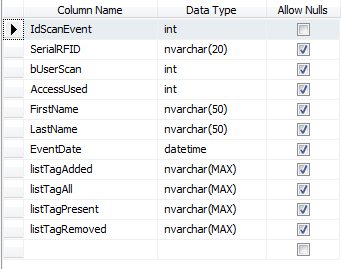 Column Name Data Type Allow Nulls
IdScanEvent int
SerialRFID nvarchar(20)
bUserScan int
AccessUsed int
FirstName nvarchar(50)
LastName nvarchar(50)
EventDate datetime
listTagAdded nvarchar(MAX)
listTagAll nvarchar(MAX)
listTagPresent nvarchar(MAX)
listTagRemoved nvarchar(MAX)